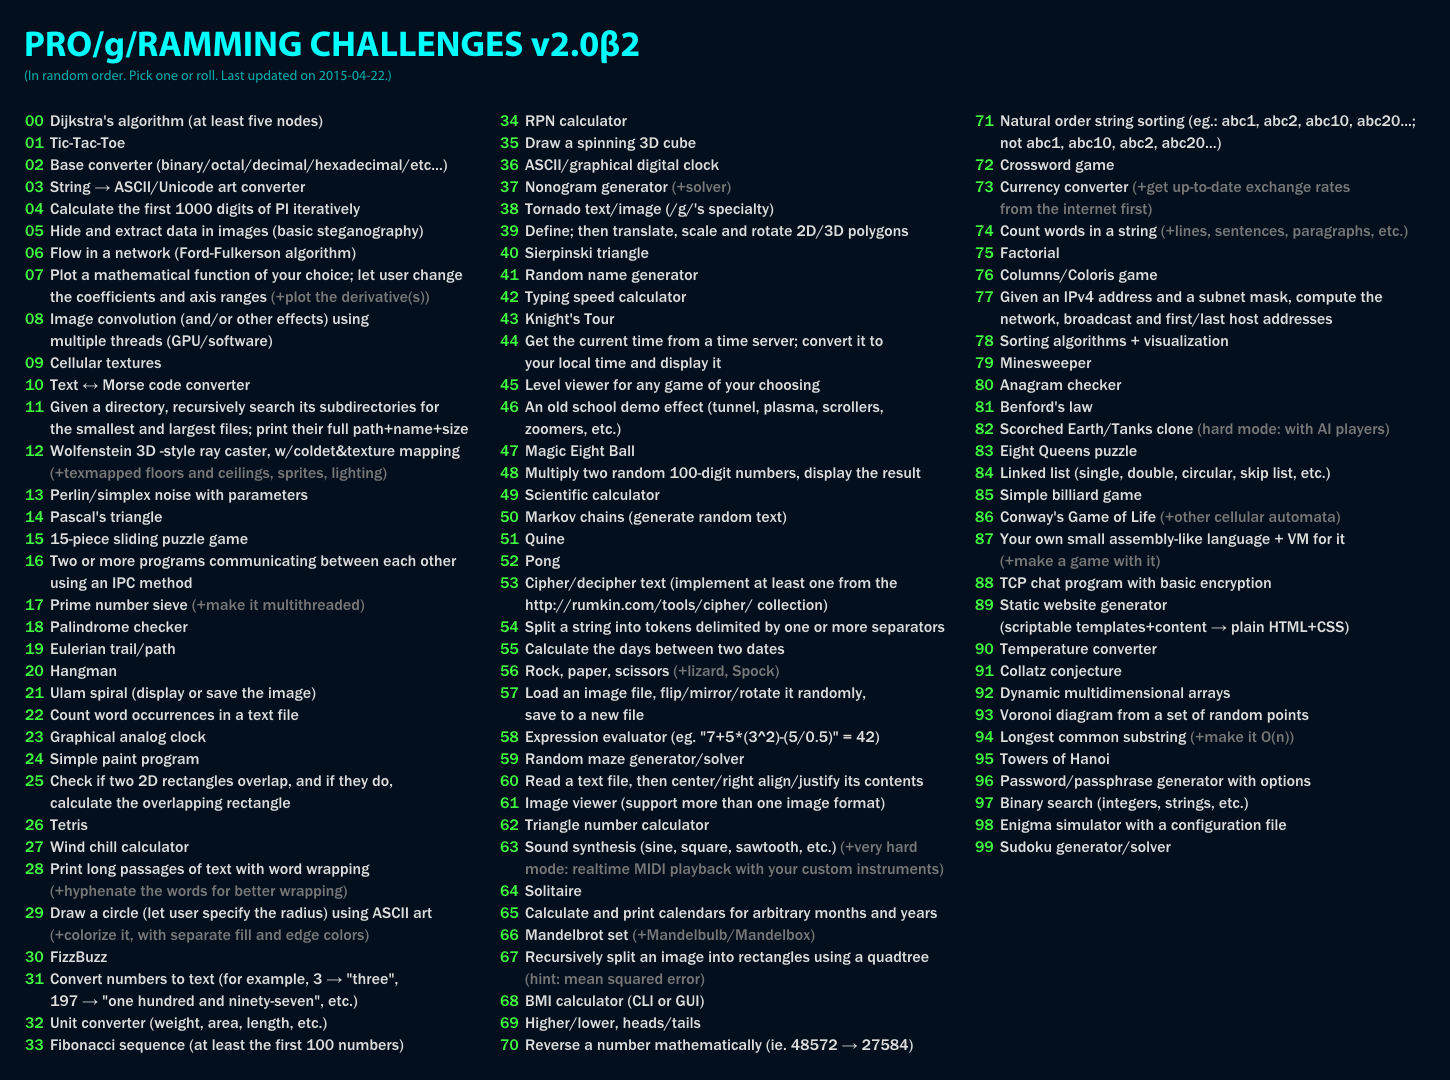 PRO/g/RAMMING CHALLENGES v2.0β2
(In random order. Pick one or roll. Last updated on 2015-04-22.)
00 Dijkstra's algorithm (at least five nodes)
01 Tic-Tac-Toe
02 Base converter (binary/octal/decimal/hexadecimal/etc...)
03 String → ASCII/Unicode art converter
04 Calculate the first 1000 digits of PI iteratively
05 Hide and extract data in images (basic steganography)
06 Flow in a network (Ford-Fulkerson algorithm)
07 Plot a mathematical function of your choice; let user change
the coefficients and axis ranges (+plot the derivative(s))
08 Image convolution (and/or other effects) using
multiple threads (GPU/software)
09 Cellular textures
10 Text ↔ Morse code converter
11 Given a directory, recursively search its subdirectories for
the smallest and largest files; print their full path+name+size
12 Wolfenstein 3D -style ray caster, w/coldet&texture mapping
(+texmapped floors and ceilings, sprites, lighting)
13 Perlin/simplex noise with parameters
14 Pascal's triangle
15 15-piece sliding puzzle game
16 Two or more programs communicating between each other
using an IPC method
17 Prime number sieve (+make it multithreaded)
18 Palindrome checker
19 Eulerian trail/path
20 Hangman
21 Ulam spiral (display or save the image)
22 Count word occurrences in a text file
23 Graphical analog clock
24 Simple paint program
25 Check if two 2D rectangles overlap, and if they do,
calculate the overlapping rectangle
26 Tetris
27 Wind chill calculator
28 Print long passages of text with word wrapping
(+hyphenate the words for better wrapping)
29 Draw a circle (let user specify the radius) using ASCII art
(+colorize it, with separate fill and edge colors)
30 FizzBuzz
31 Convert numbers to text (for example, 3 → "three",
197 → "one hundred and ninety-seven", etc.)
32 Unit converter (weight, area, length, etc.)
33 Fibonacci sequence (at least the first 100 numbers)
34 RPN calculator
35 Draw a spinning 3D cube
36 ASCII/graphical digital clock
37 Nonogram generator (+solver)
38 Tornado text/image (/g/'s specialty)
39 Define; then translate, scale and rotate 2D/3D polygons
40 Sierpinski triangle
41 Random name generator
42 Typing speed calculator
43 Knight's Tour
44 Get the current time from a time server; convert it to
your local time and display it
45 Level viewer for any game of your choosing
46 An old school demo effect (tunnel, plasma, scrollers,
zoomers, etc.)
47 Magic Eight Ball
48 Multiply two random 100-digit numbers, display the result
49 Scientific calculator
50 Markov chains (generate random text)
51 Quine
52 Pong
53 Cipher/decipher text (implement at least one from the
http://rumkin.com/tools/cipher/ collection)
54 Split a string into tokens delimited by one or more separators
55 Calculate the days between two dates
56 Rock, paper, scissors (+lizard, Spock)
57 Load an image file, flip/mirror/rotate it randomly,
save to a new file
58 Expression evaluator (eg. "7+5*(3^2)-(5/0.5)" = 42)
59 Random maze generator/solver
60 Read a text file, then center/right align/justify its contents
61 Image viewer (support more than one image format)
62 Triangle number calculator
63 Sound synthesis (sine, square, sawtooth, etc.) (+very hard
mode: realtime MIDI playback with your custom instruments)
64 Solitaire
65 Calculate and print calendars for arbitrary months and years
66 Mandelbrot set (+Mandelbulb/Mandelbox)
67 Recursively split an image into rectangles using a quadtree
(hint: mean squared error)
68 BMI calculator (CLI or GUI)
69 Higher/lower, heads/tails
70 Reverse a number mathematically (ie. 48572 → 27584)
71 Natural order string sorting (eg.: abc1, abc2, abc10, abc20...;
not abc1, abc10, abc2, abc20...)
72 Crossword game
73 Currency converter (+get up-to-date exchange rates
from the internet first)
74 Count words in a string (+lines, sentences, paragraphs, etc.)
75 Factorial
76 Columns/Coloris game
77 Given an IPv4 address and a subnet mask, compute the
network, broadcast and first/last host addresses
78 Sorting algorithms + visualization
79 Minesweeper
80 Anagram checker
81 Benford's law
82 Scorched Earth/Tanks clone (hard mode: with AI players)
83 Eight Queens puzzle
84 Linked list (single, double, circular, skip list, etc.)
85 Simple billiard game
86 Conway's Game of Life (+other cellular automata)
87 Your own small assembly-like language + VM for it
(+make a game with it)
88 TCP chat program with basic encryption
89 Static website generator
(scriptable templates+content → plain HTML+CSS)
90 Temperature converter
91 Collatz conjecture
92 Dynamic multidimensional arrays
93 Voronoi diagram from a set of random points
94 Longest common substring (+make it O(n))
95 Towers of Hanoi
96 Password/passphrase generator with options
97 Binary search (integers, strings, etc.)
98 Enigma simulator with a configuration file
99 Sudoku generator/solver